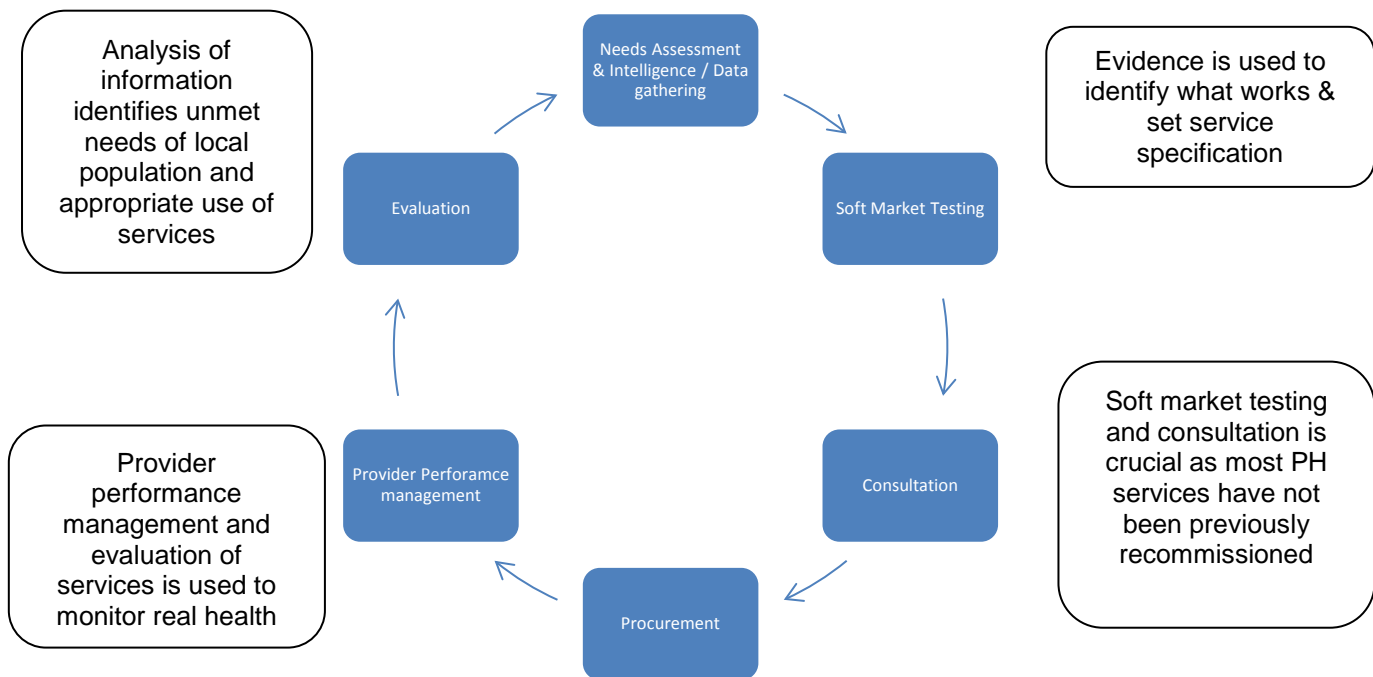 Analysis of
information
identifies unmet
needs of local
population and
appropriate use of
services
Needs Assessment
& Intelligence / Data
gathering
Evidence is used to
identify what works &
set service
specification
Evaluation
Soft Market Testing
Provider
performance
management and
evaluation of
services is used to
monitor real health
Provider Perforamce
management
Consultation
Soft market testing
and consultation is
crucial as most PH
services have not
been previously
recommissioned
Procurement